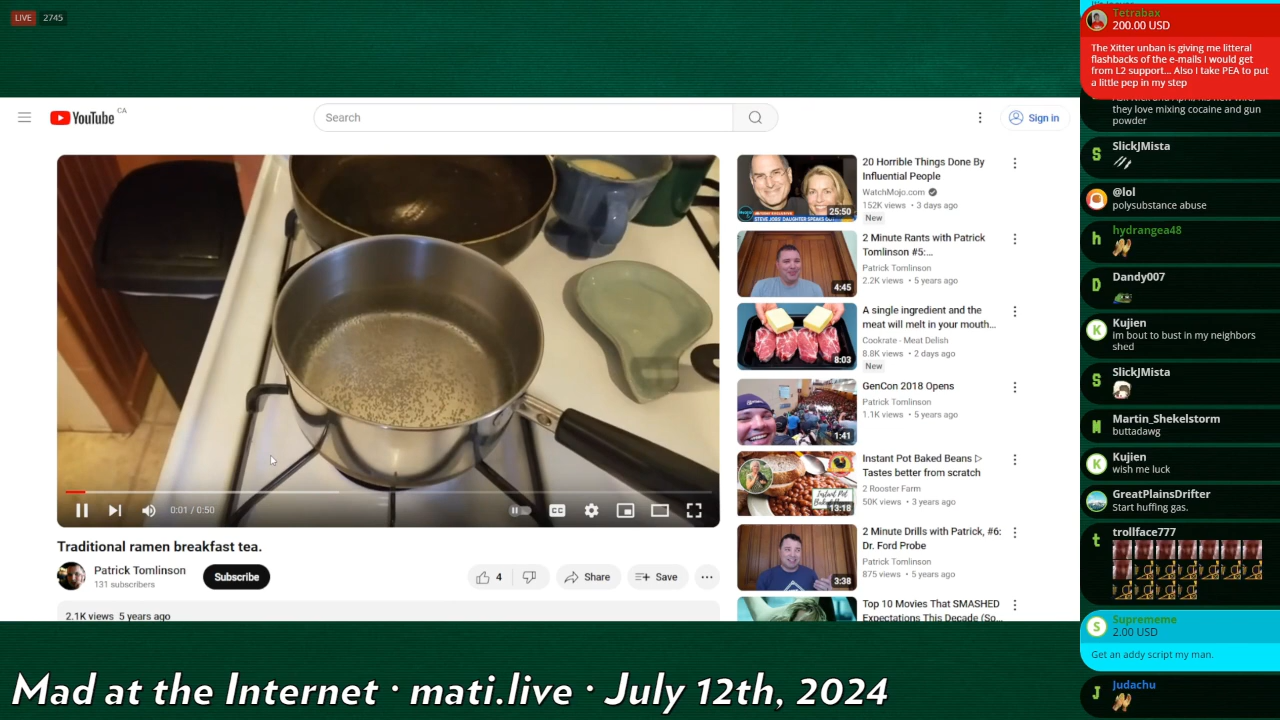 LIVE 2745
YouTube CA
Search
Sign in
0:01 / 0:50
CC
Traditional ramen breakfast tea.
Patrick Tomlinson
131 subscribers
Subscribe
4
Share
Save
2.1K views 5 years ago
25:50
20 Horrible Things Done By
Influential People
WatchMojo.com
152K views • 3 days ago
New
4:45
2 Minute Rants with Patrick
Tomlinson #5:...
Patrick Tomlinson
2.2K views • 5 years ago
8:03
A single ingredient and the
meat will melt in your mouth...
Cookrate - Meat Delish
8.8K views • 2 days ago
New
1:41
GenCon 2018 Opens
Patrick Tomlinson
1.1K views • 5 years ago
13:18
Instant Pot Baked Beans ▷
Tastes better from scratch
2 Rooster Farm
50K views • 3 years ago
3:38
2 Minute Drills with Patrick, #6:
Dr. Ford Probe
Patrick Tomlinson
875 views • 5 years ago
Top 10 Movies That SMASHED
Expectations This Decade (So...
Tetrabax
200.00 USD
The Xitter unban is giving me litteral
flashbacks of the e-mails I would get
from L2 support... Also I take PEA to put
a little pep in my step
they love mixing cocaine and gun
powder
S
SlickJMista
@lol
polysubstance abuse
h
hydrangea48
D
Dandy007
K
Kujien
im bout to bust in my neighbors
shed
S
SlickJMista
Martin_Shekelstorm
buttadawg
K
Kujien
wish me luck
GreatPlainsDrifter
Start huffing gas.
t
trollface777
S
Suprememe
2.00 USD
Get an addy script my man.
J
Judachu
Mad at the Internet · mati.live · July 12th, 2024